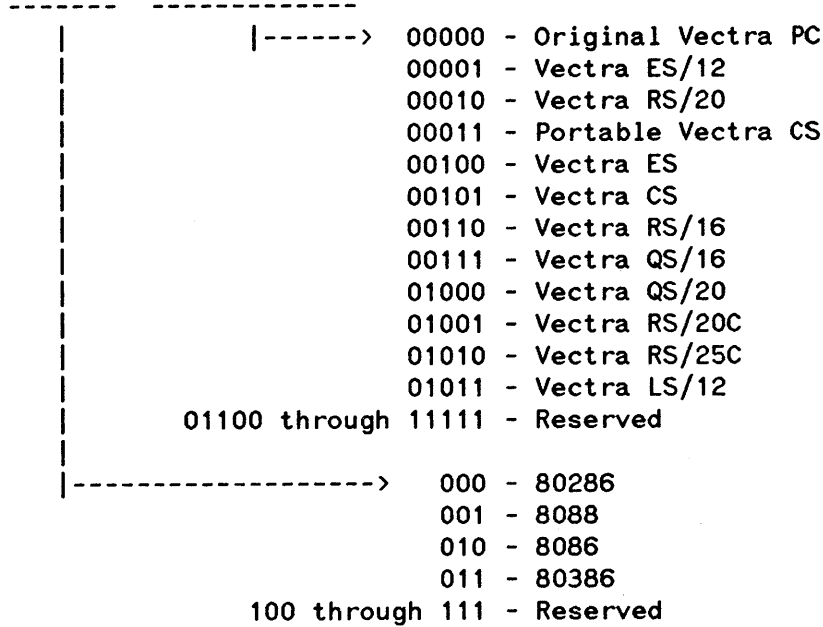 ------- -------------
|------> 00000 - Original Vectra PC
00001 - Vectra ES/12
00010 - Vectra RS/20
00011 - Portable Vectra CS
00100 - Vectra ES
00101 - Vectra CS
00110 - Vectra RS/16
00111 - Vectra QS/16
01000 - Vectra QS/20
01001 - Vectra RS/20C
01010 - Vectra RS/25C
01011 - Vectra LS/12
01100 through 11111 - Reserved
|-------------------> 000 - 80286
001 - 8088
010 - 8086
011 - 80386
100 through 111 - Reserved